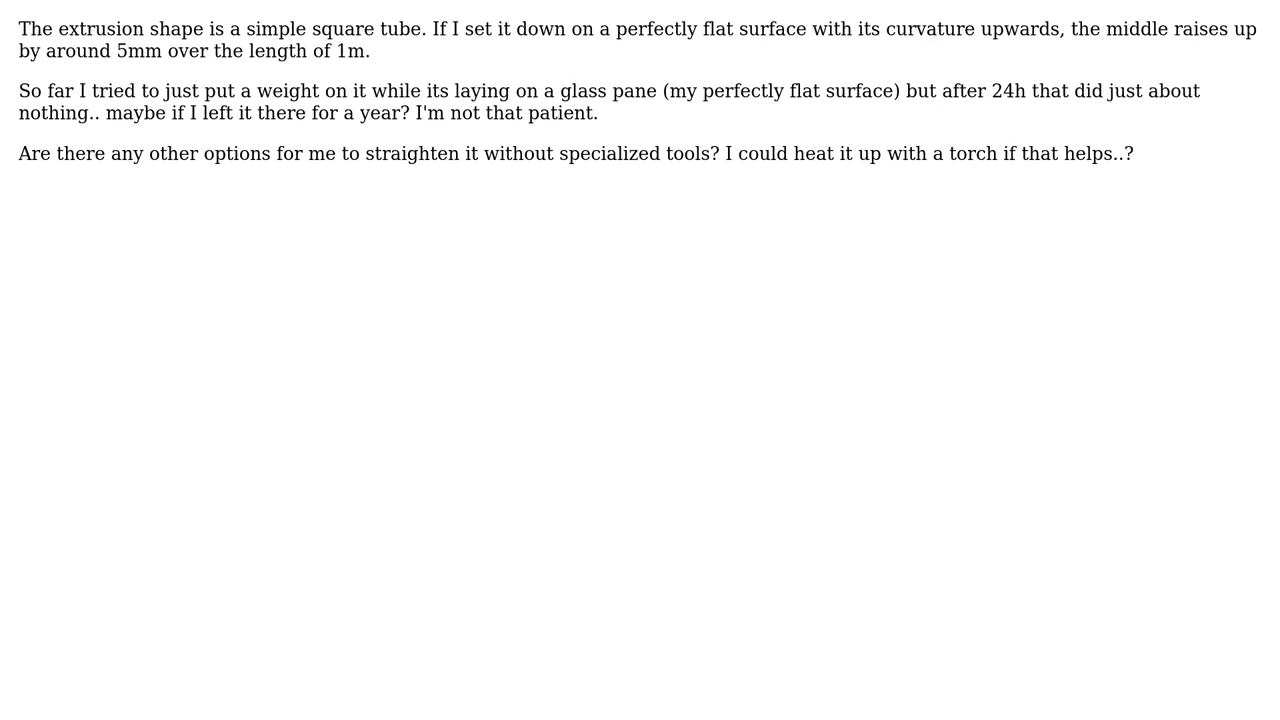 The extrusion shape is a simple square tube. If I set it down on a perfectly flat surface with its curvature upwards, the middle raises up
by around 5mm over the length of 1m.
So far I tried to just put a weight on it while its laying on a glass pane (my perfectly flat surface) but after 24h that did just about
nothing.. maybe if I left it there for a year? I'm not that patient.
Are there any other options for me to straighten it without specialized tools? I could heat it up with a torch if that helps..?